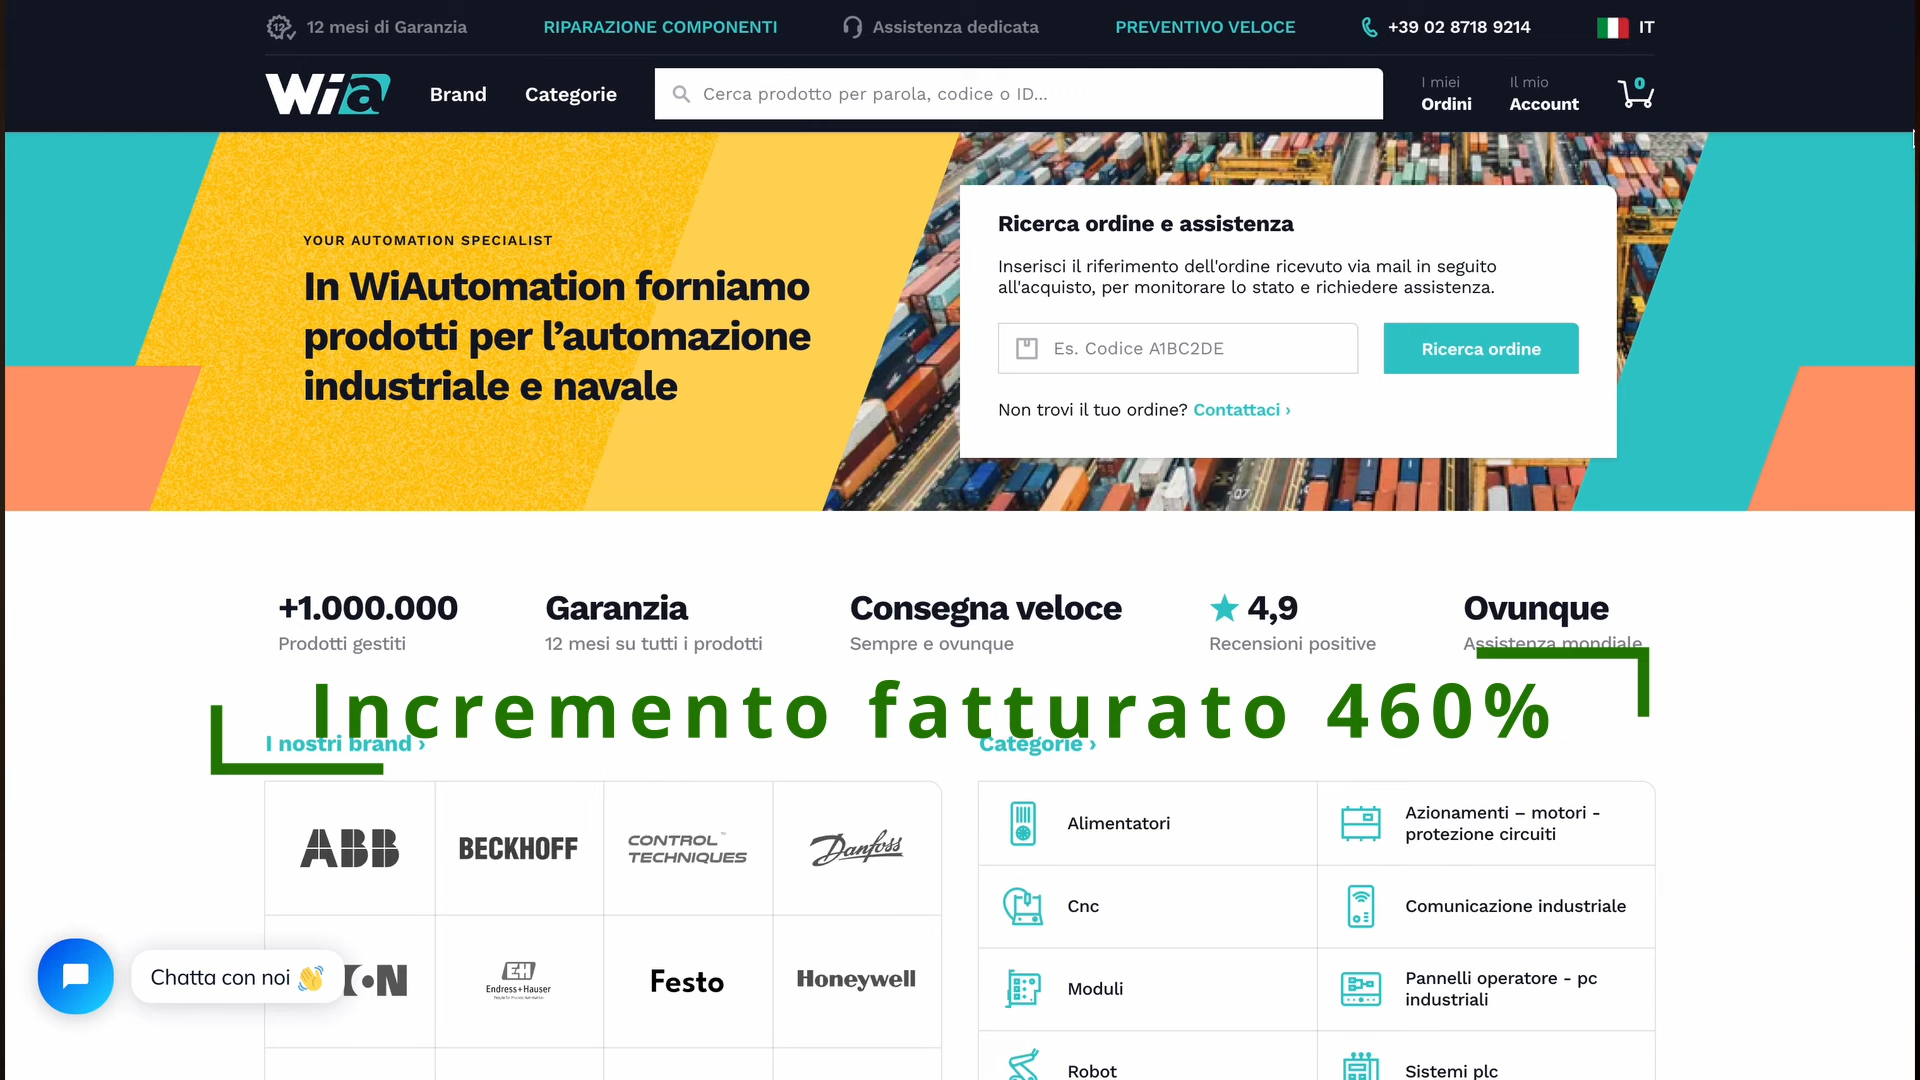 12 mesi di Garanzia
RIPARAZIONE COMPONENTI
Assistenza dedicata
PREVENTIVO VELOCE
+39 02 8718 9214
IT
Wia
Brand
Categorie
Cerca prodotto per parola, codice o ID...
I miei
Ordini
Il mio
Account
0
YOUR AUTOMATION SPECIALIST
In WiAutomation forniamo
prodotti per l’automazione
industriale e navale
Ricerca ordine e assistenza
Inserisci il riferimento dell'ordine ricevuto via mail in seguito
all'acquisto, per monitorare lo stato e richiedere assistenza.
Es. Codice A1BC2DE
Ricerca ordine
Non trovi il tuo ordine? Contattaci ›
+1.000.000
Prodotti gestiti
Garanzia
12 mesi su tutti i prodotti
Consegna veloce
Sempre e ovunque
4,9
Recensioni positive
Ovunque
Assistenza mondiale
Incremento fatturato 460%
I nostri brand ›
Categorie ›
ABB
BECKHOFF
CONTROL
TECHNIQUES
Danfoss
Endress+Hauser
Festo
Honeywell
Alimentatori
Azionamenti – motori -
protezione circuiti
Cnc
Comunicazione industriale
Moduli
Pannelli operatore - pc
industriali
Robot
Sistemi plc
Chatta con noi 👋